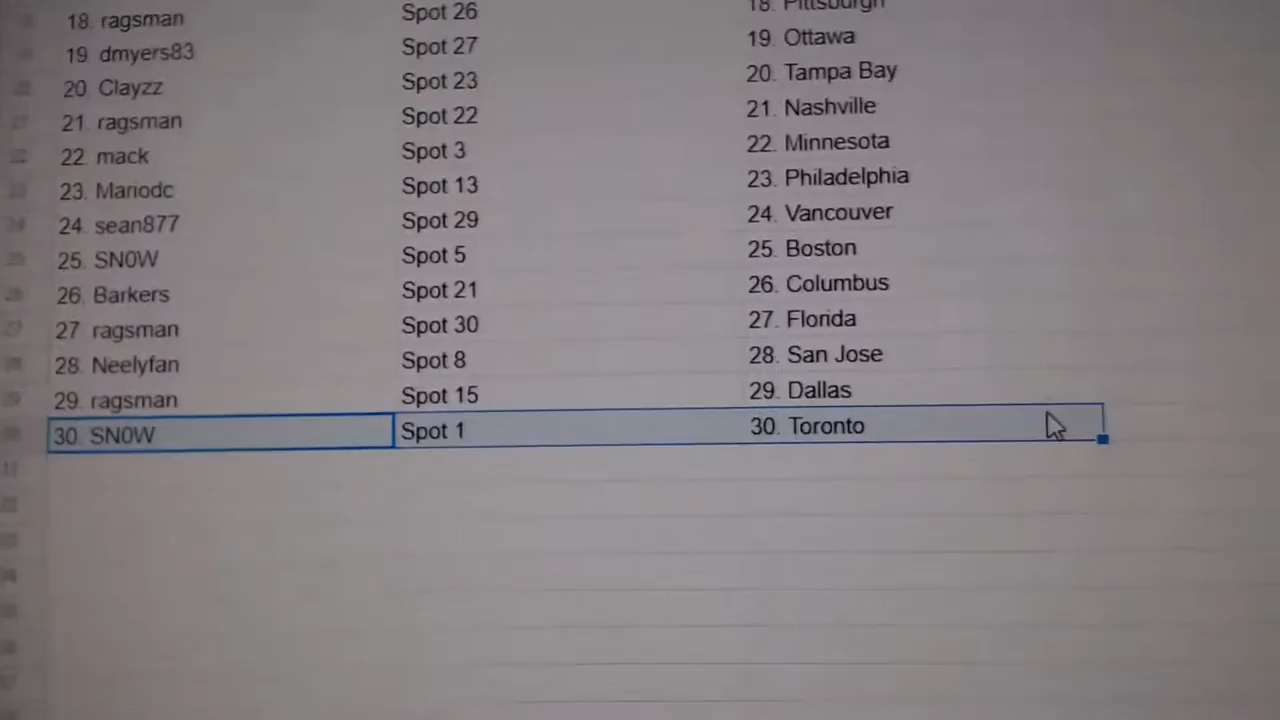 18. ragsman Spot 26 18. Pittsburgh
19 dmyers83 Spot 27 19. Ottawa
20. Clayzz Spot 23 20. Tampa Bay
21. ragsman Spot 22 21. Nashville
22. mack Spot 3 22. Minnesota
23. Mariodc Spot 13 23. Philadelphia
24. sean877 Spot 29 24. Vancouver
25. SN0W Spot 5 25. Boston
26. Barkers Spot 21 26. Columbus
27 ragsman Spot 30 27. Florida
28. Neelyfan Spot 8 28. San Jose
29. ragsman Spot 15 29. Dallas
30. SN0W Spot 1 30. Toronto